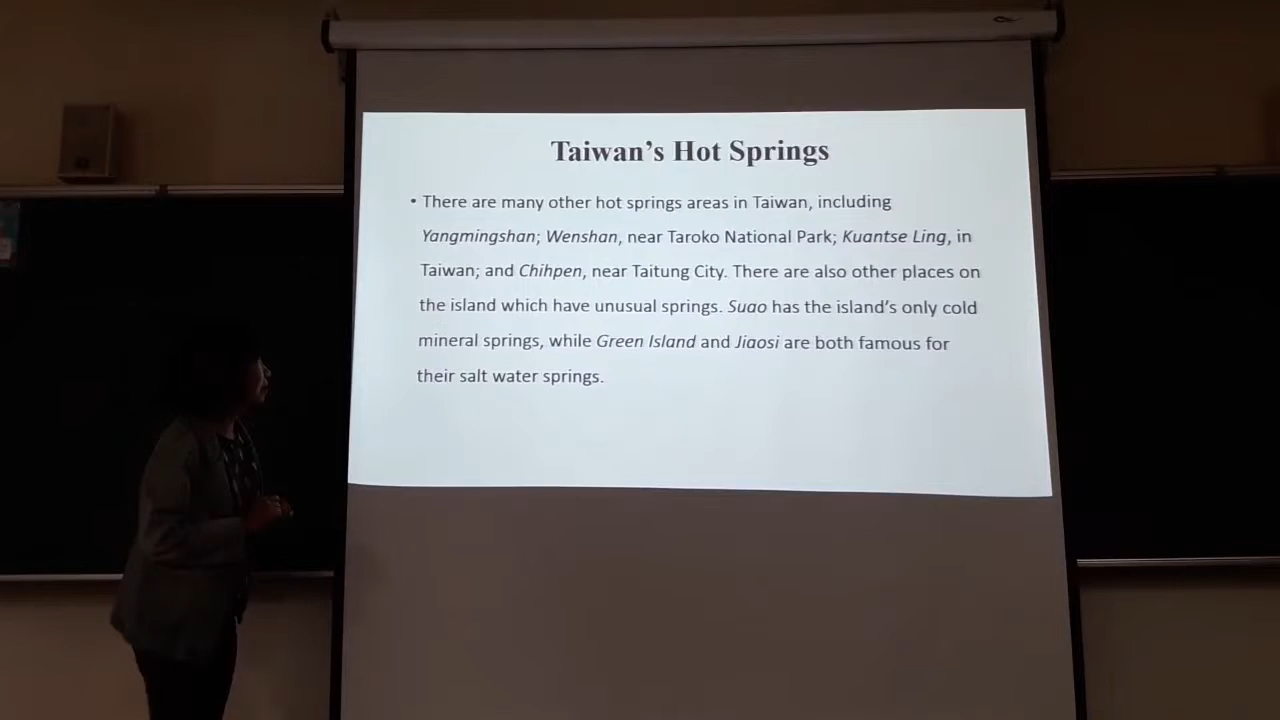 Taiwan's Hot Springs
• There are many other hot springs areas in Taiwan, including
Yangmingshan; Wenshan, near Taroko National Park; Kuantse Ling, in
Taiwan; and Chihpen, near Taitung City. There are also other places on
the island which have unusual springs. Suao has the island's only cold
mineral springs, while Green Island and Jiaosi are both famous for
their salt water springs.